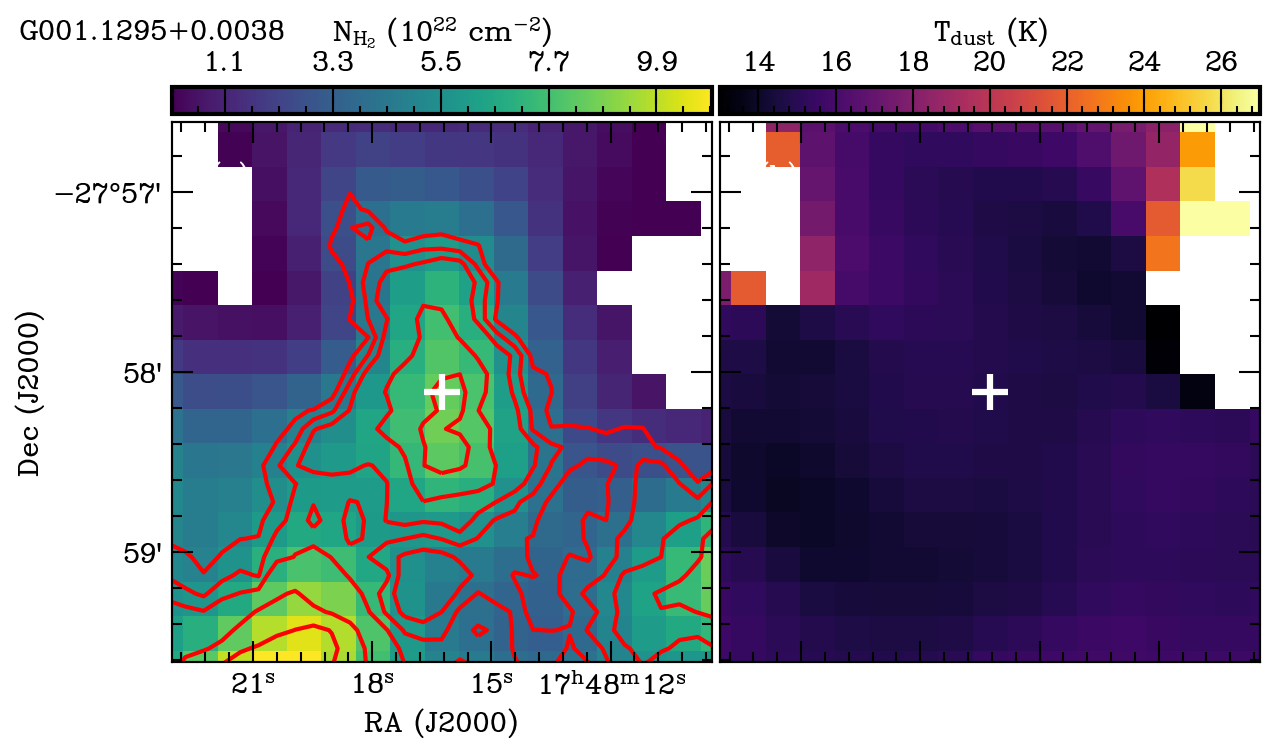 G001.1295+0.0038 N_H₂ (10²² cm⁻²) T_dust (K)
1.1 3.3 5.5 7.7 9.9 14 16 18 20 22 24 26
−27°57'
58'
59'
Dec (J2000)
21ˢ 18ˢ 15ˢ 17ʰ48ᵐ12ˢ
RA (J2000)